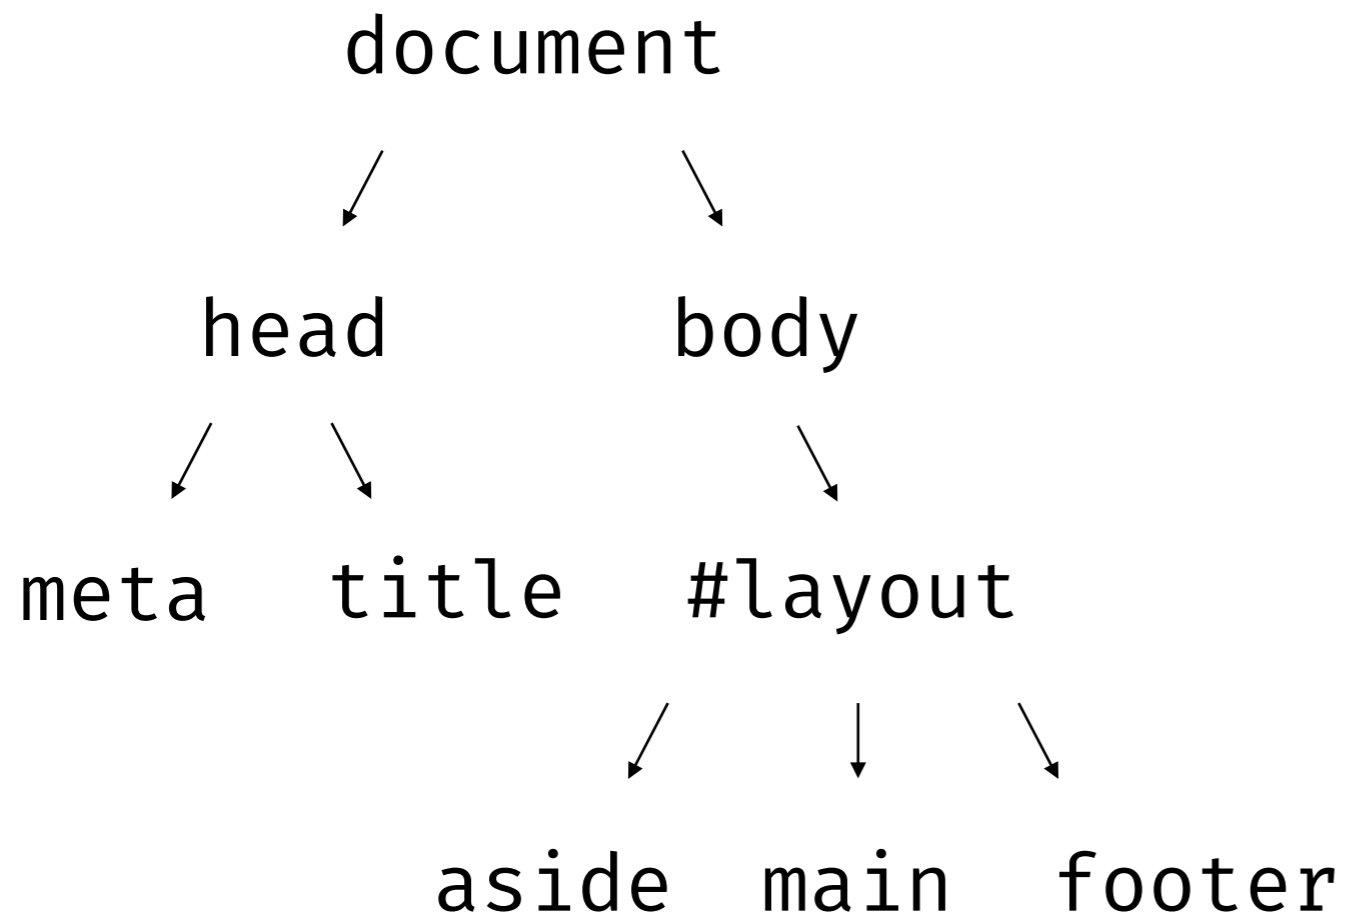 document
head body
meta title #layout
aside main footer